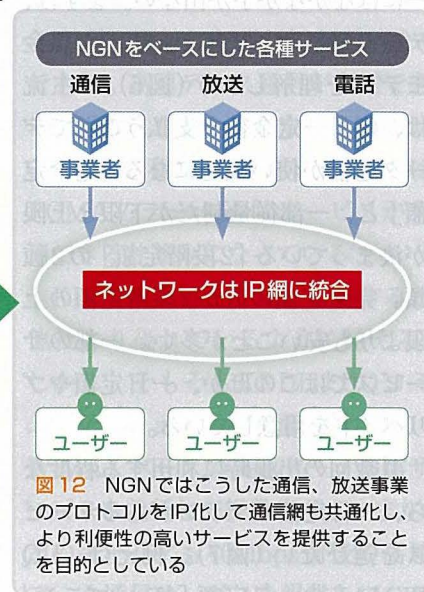 NGNをベースにした各種サービス
通信 放送 電話
事業者 事業者 事業者
ネットワークはIP網に統合
ユーザー ユーザー ユーザー
図12 NGNではこうした通信、放送事業
のプロトコルをIP化して通信網も共通化し、
より利便性の高いサービスを提供すること
を目的としている